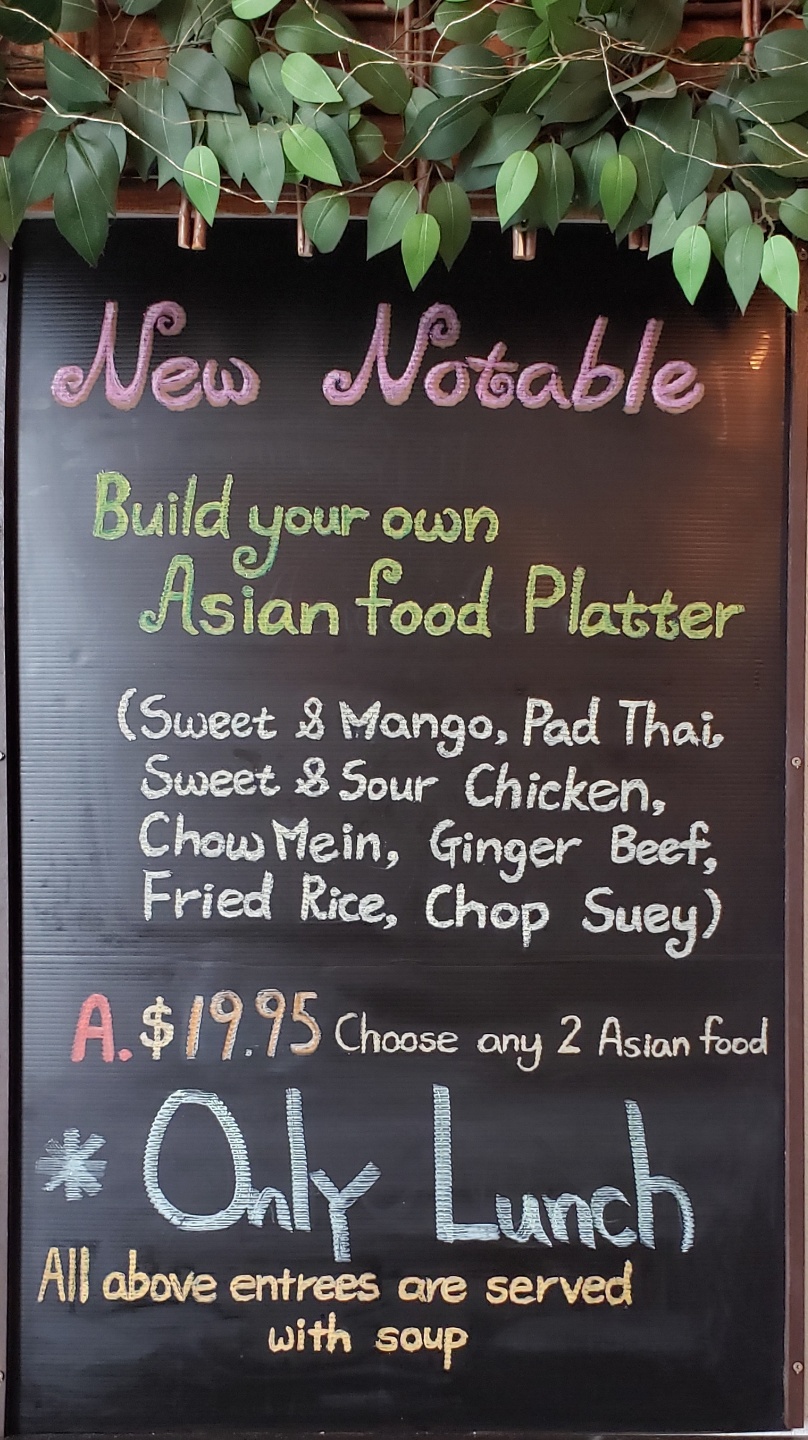 New Notable
Build your own
Asian food Platter
(Sweet & Mango, Pad Thai,
Sweet & Sour Chicken,
Chow Mein, Ginger Beef,
Fried Rice, Chop Suey)
A. $19.95 Choose any 2 Asian food
* Only Lunch
All above entrees are served
with soup